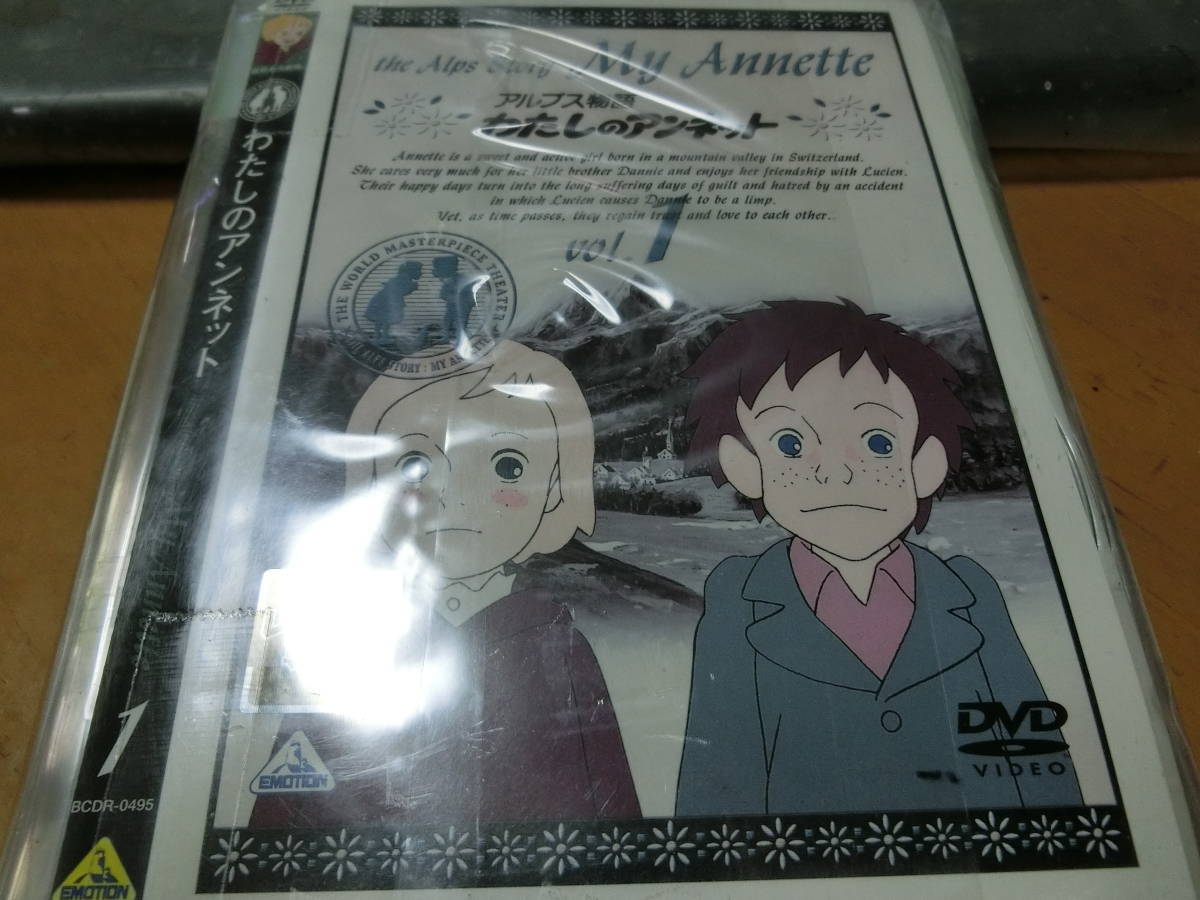 the Alps Story My Annette
アルプス物語
わたしのアンネット
Annette is a sweet and active girl born in a mountain valley in Switzerland.
She cares very much for her little brother Dannie and enjoys her friendship with Lucien.
Their happy days turn into the long suffering days of guilt and hatred by an accident
in which Lucien causes Dannie to be a limp.
Yet, as time passes, they regain trust and love to each other.
vol. 1
THE WORLD MASTERPIECE THEATER
STORY : MY
EMOTION
DVD
VIDEO
わたしのアンネット
1
BCDR-0495
EMOTION